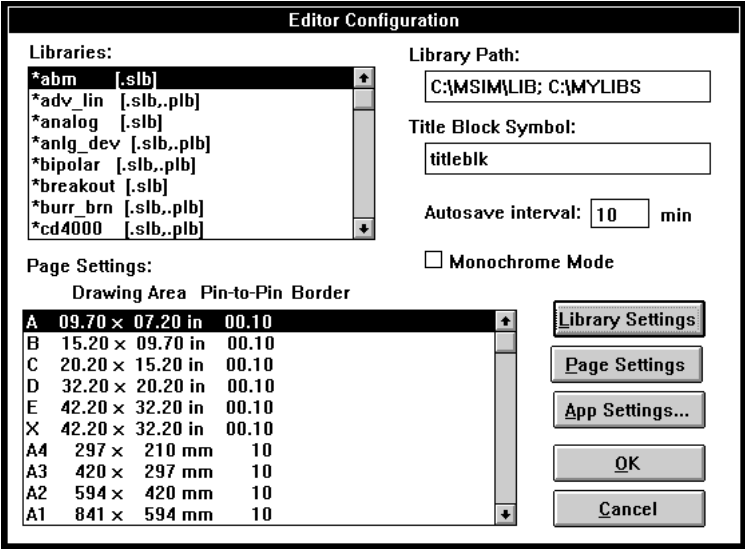 Editor Configuration
Libraries:
*abm [.slb]
*adv_lin [.slb,.plb]
*analog [.slb]
*anlg_dev [.slb,.plb]
*bipolar [.slb,.plb]
*breakout [.slb]
*burr_brn [.slb,.plb]
*cd4000 [.slb,.plb]
Library Path:
C:\MSIM\LIB; C:\MYLIBS
Title Block Symbol:
titleblk
Autosave interval: 10 min
Monochrome Mode
Page Settings:
Drawing Area Pin-to-Pin Border
A 09.70 x 07.20 in 00.10
B 15.20 x 09.70 in 00.10
C 20.20 x 15.20 in 00.10
D 32.20 x 20.20 in 00.10
E 42.20 x 32.20 in 00.10
X 42.20 x 32.20 in 00.10
A4 297 x 210 mm 10
A3 420 x 297 mm 10
A2 594 x 420 mm 10
A1 841 x 594 mm 10
Library Settings
Page Settings
App Settings...
OK
Cancel